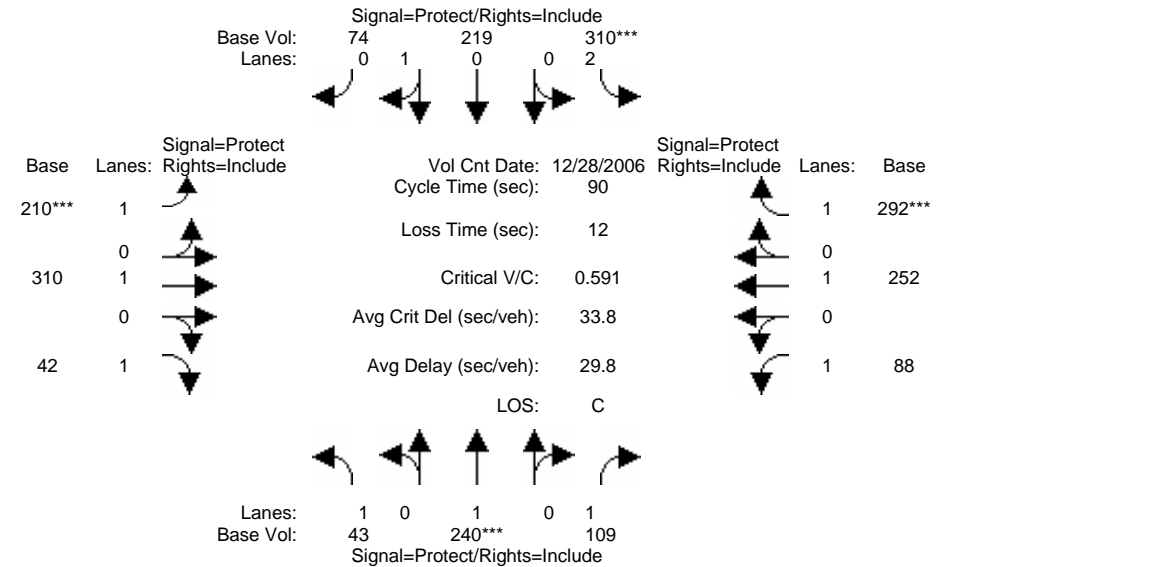 Signal=Protect/Rights=Include
Base Vol: 74 219 310***
Lanes: 0 1 0 0 2
Signal=Protect Signal=Protect
Base Lanes: Rights=Include Vol Cnt Date: 12/28/2006 Rights=Include Lanes: Base
Cycle Time (sec): 90
210*** 1 1 292***
Loss Time (sec): 12
0 0
310 1 Critical V/C: 0.591 1 252
0 Avg Crit Del (sec/veh): 33.8 0
42 1 Avg Delay (sec/veh): 29.8 1 88
LOS: C
Lanes: 1 0 1 0 1
Base Vol: 43 240*** 109
Signal=Protect/Rights=Include